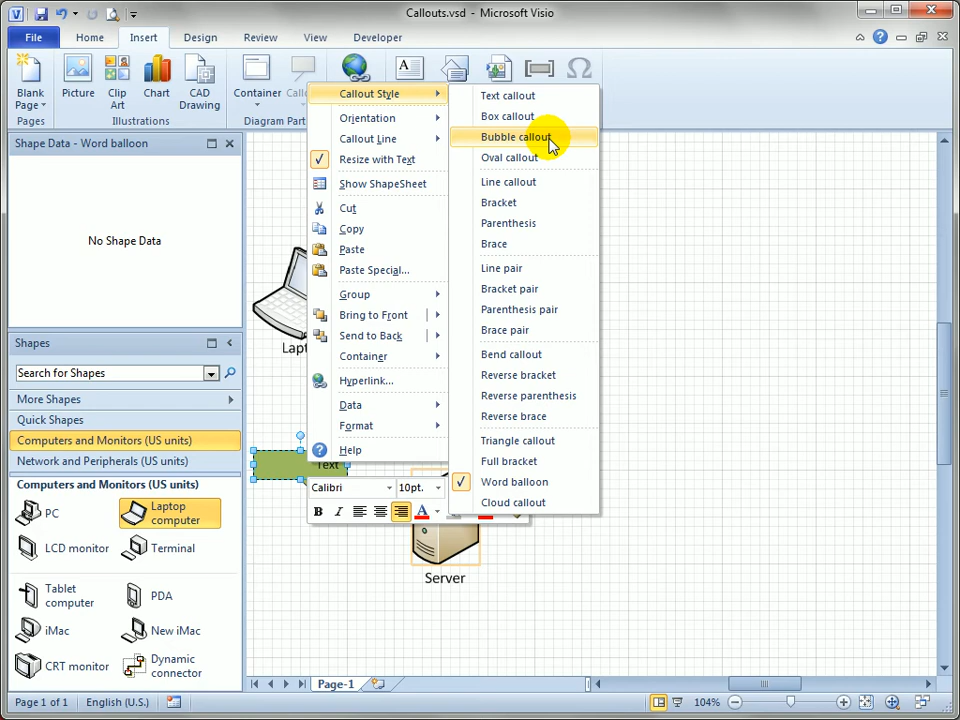 Callouts.vsd - Microsoft Visio
File Home Insert Design Review View Developer
Blank Page Picture Clip Art Chart CAD Drawing Container
Pages Illustrations Diagram Part
Shape Data - Word balloon
No Shape Data
Shapes
Search for Shapes
More Shapes
Quick Shapes
Computers and Monitors (US units)
Network and Peripherals (US units)
Computers and Monitors (US units)
PC
Laptop computer
LCD monitor
Terminal
Tablet computer
PDA
iMac
New iMac
CRT monitor
Dynamic connector
Callout Style
Orientation
Callout Line
Resize with Text
Show ShapeSheet
Cut
Copy
Paste
Paste Special...
Group
Bring to Front
Send to Back
Container
Hyperlink...
Data
Format
Help
Text callout
Box callout
Bubble callout
Oval callout
Line callout
Bracket
Parenthesis
Brace
Line pair
Bracket pair
Parenthesis pair
Brace pair
Bend callout
Reverse bracket
Reverse parenthesis
Reverse brace
Triangle callout
Full bracket
Word balloon
Cloud callout
Text
Calibri 10pt.
B I A
Server
Page-1
Page 1 of 1 English (U.S.) 104%